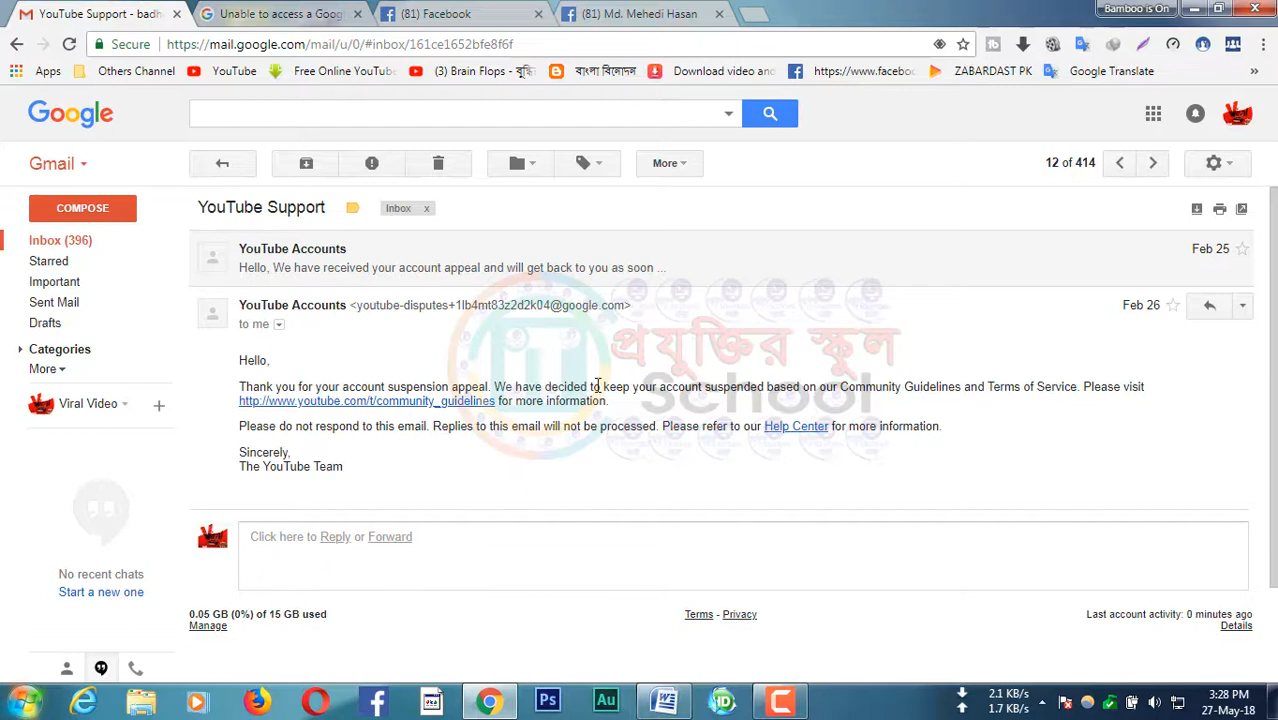 YouTube Support - badh
Unable to access a Goog
(81) Facebook
(81) Md. Mehedi Hasan
Bamboo is On
Secure
https://mail.google.com/mail/u/0/#inbox/161ce1652bfe8f6f
Apps
Others Channel
YouTube
Free Online YouTube
(3) Brain Flops - বুদ্ধি
বাংলা বিনোদন
Download video and
https://www.facebo
ZABARDAST PK
Google Translate
»
Google
Gmail
More
12 of 414
COMPOSE
YouTube Support
Inbox x
Inbox (396)
Starred
Important
Sent Mail
Drafts
Categories
More
Viral Video
YouTube Accounts
Feb 25
Hello, We have received your account appeal and will get back to you as soon ...
YouTube Accounts <youtube-disputes+1lb4mt83z2d2k04@google.com>
Feb 26
to me
Hello,
Thank you for your account suspension appeal. We have decided to keep your account suspended based on our Community Guidelines and Terms of Service. Please visit
http://www.youtube.com/t/community_guidelines for more information.
Please do not respond to this email. Replies to this email will not be processed. Please refer to our Help Center for more information.
Sincerely,
The YouTube Team
IT
প্রযুক্তির স্কুল
School
Click here to Reply or Forward
No recent chats
Start a new one
0.05 GB (0%) of 15 GB used
Manage
Terms - Privacy
Last account activity: 0 minutes ago
Details
Ps
Au
2.1 KB/s
1.7 KB/s
3:28 PM
27-May-18